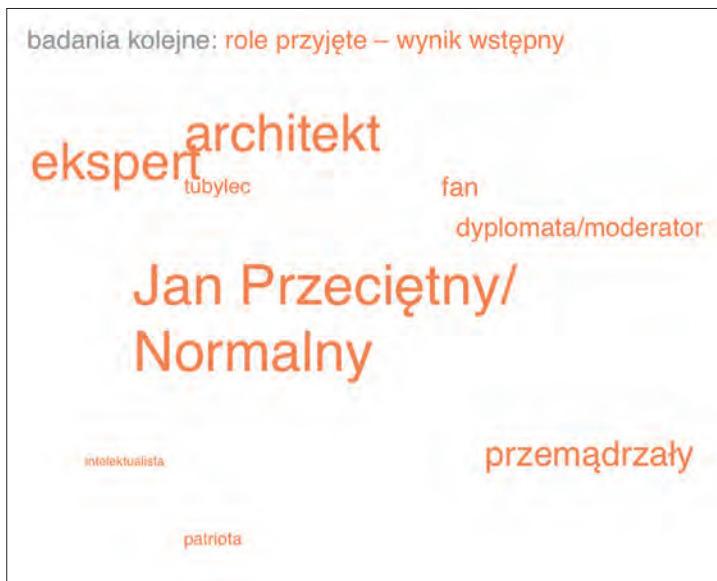 badania kolejne: role przyjęte – wynik wstępny
architekt
ekspert
tubylec
fan
dyplomata/moderator
Jan Przeciętny/
Normalny
przemądrzały
intelektualista
patriota